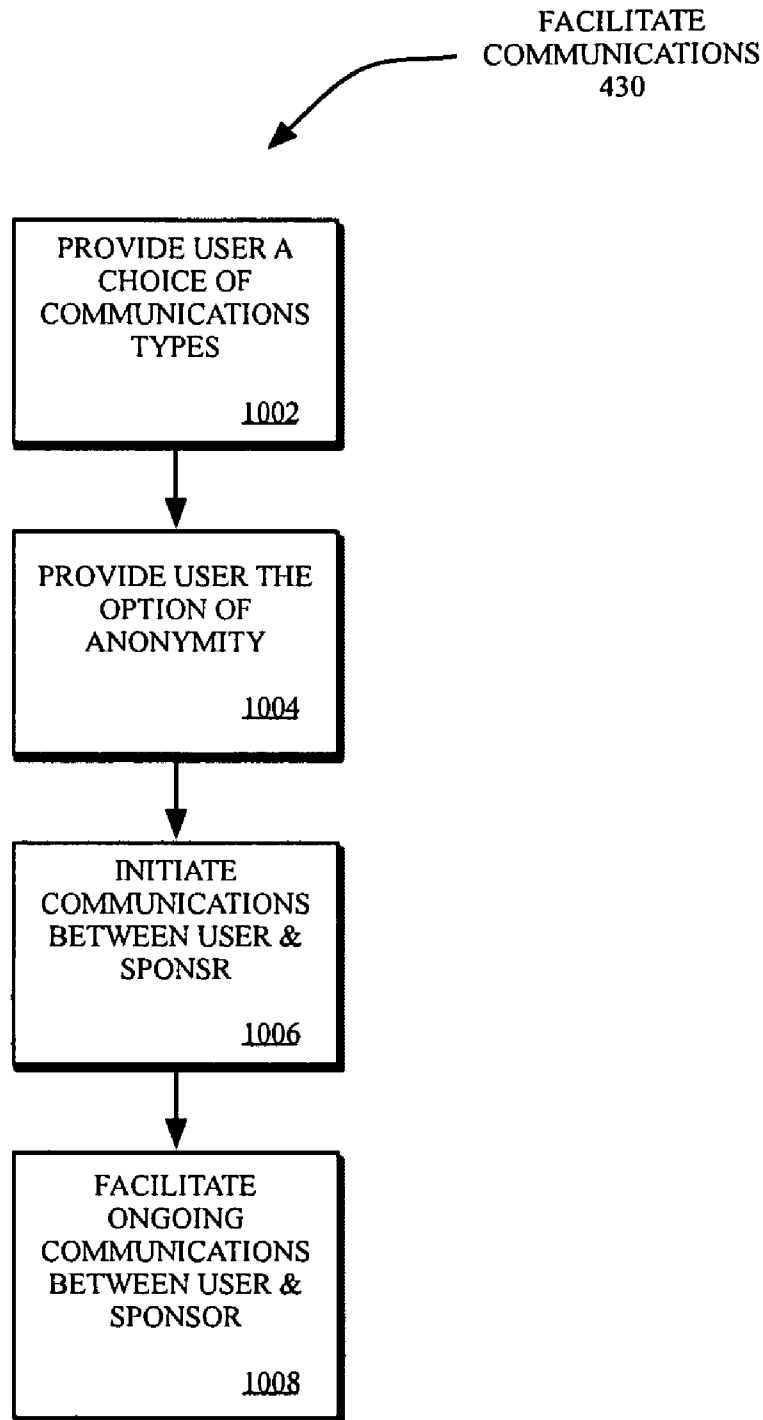 FACILITATE
COMMUNICATIONS
430
PROVIDE USER A
CHOICE OF
COMMUNICATIONS
TYPES
1002
PROVIDE USER THE
OPTION OF
ANONYMITY
1004
INITIATE
COMMUNICATIONS
BETWEEN USER &
SPONSR
1006
FACILITATE
ONGOING
COMMUNICATIONS
BETWEEN USER &
SPONSOR
1008